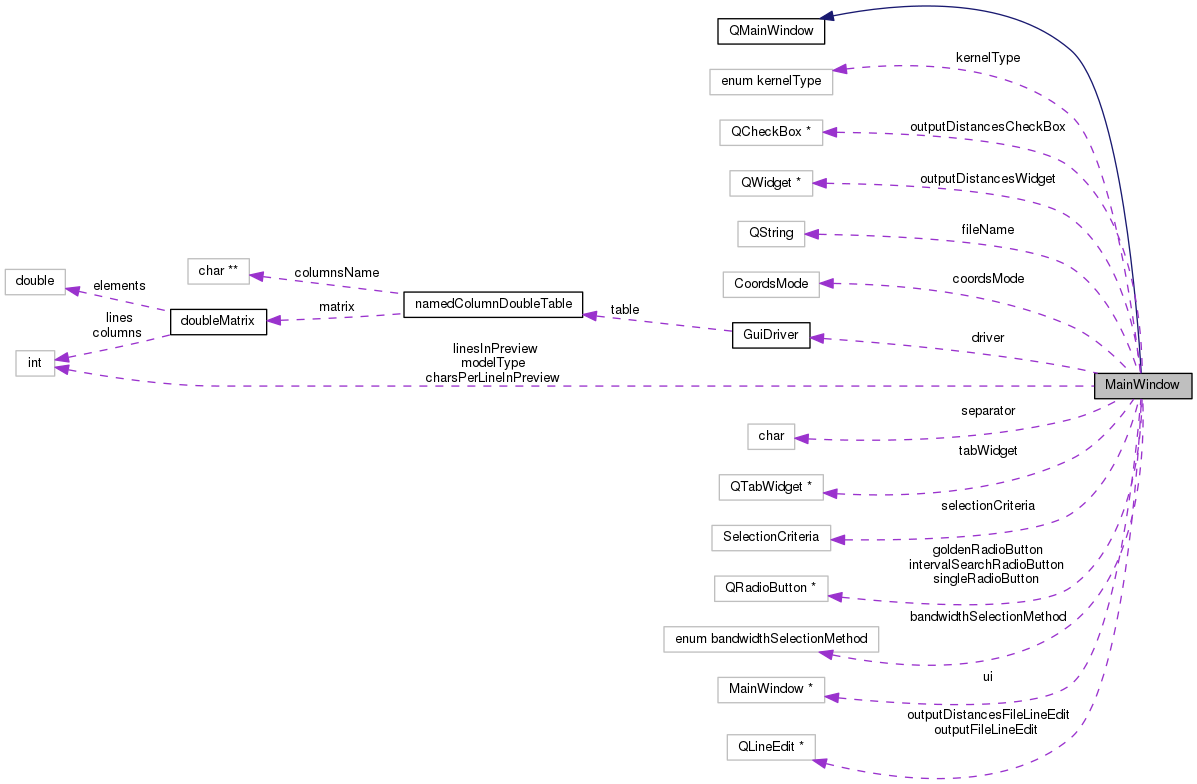 QMainWindow
kernelType
enum kernelType
outputDistancesCheckBox
QCheckBox *
outputDistancesWidget
QWidget *
fileName
QString
columnsName
char **
coordsMode
CoordsMode
double
elements
namedColumnDoubleTable
matrix
table
lines
columns
doubleMatrix
GuiDriver
driver
int
linesInPreview
modelType
charsPerLineInPreview
MainWindow
separator
char
tabWidget
QTabWidget *
selectionCriteria
SelectionCriteria
goldenRadioButton
intervalSearchRadioButton
singleRadioButton
QRadioButton *
bandwidthSelectionMethod
enum bandwidthSelectionMethod
ui
MainWindow *
outputDistancesFileLineEdit
outputFileLineEdit
QLineEdit *